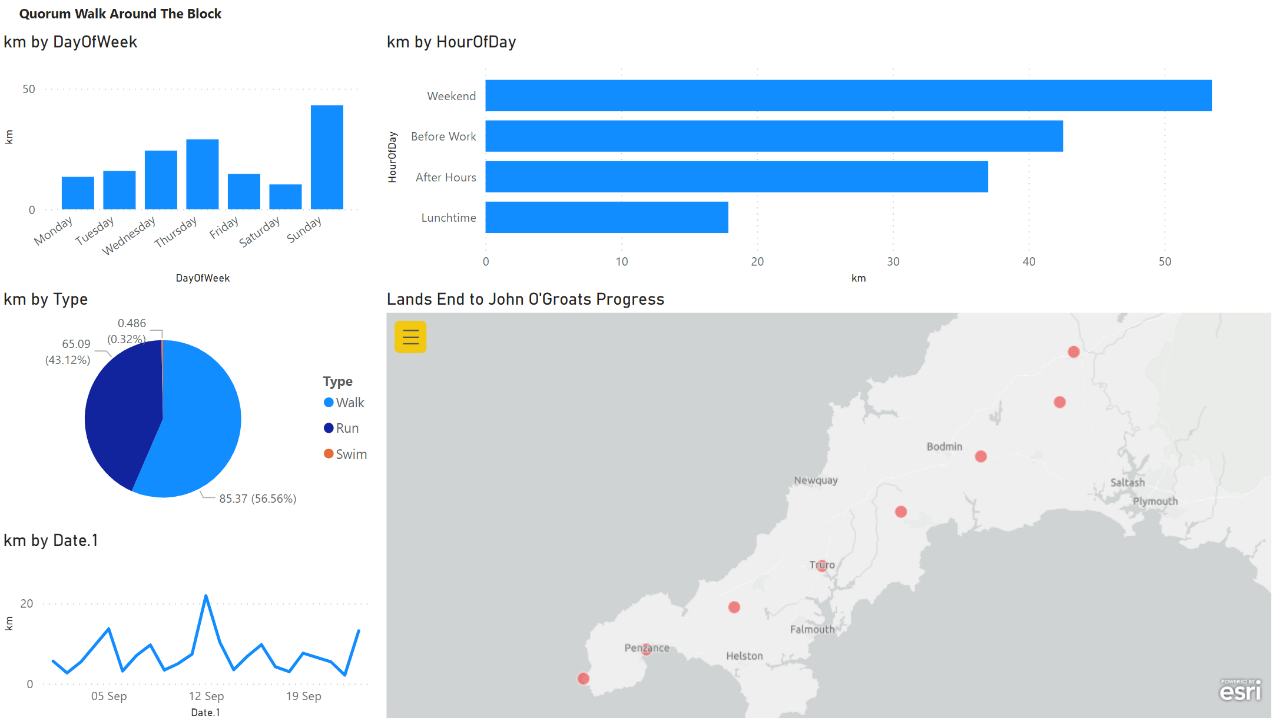 Quorum Walk Around The Block
km by DayOfWeek
50
km
0
Monday
Tuesday
Wednesday
Thursday
Friday
Saturday
Sunday
DayOfWeek
km by HourOfDay
HourOfDay
Weekend
Before Work
After Hours
Lunchtime
0 10 20 30 40 50
km
km by Type
0.486
(0.32%)
65.09
(43.12%)
85.37 (56.56%)
Type
Walk
Run
Swim
km by Date.1
20
km
0
05 Sep 12 Sep 19 Sep
Date.1
Lands End to John O'Groats Progress
Bodmin
Newquay
Saltash
Plymouth
Truro
Falmouth
Penzance
Helston
POWERED BY
esri